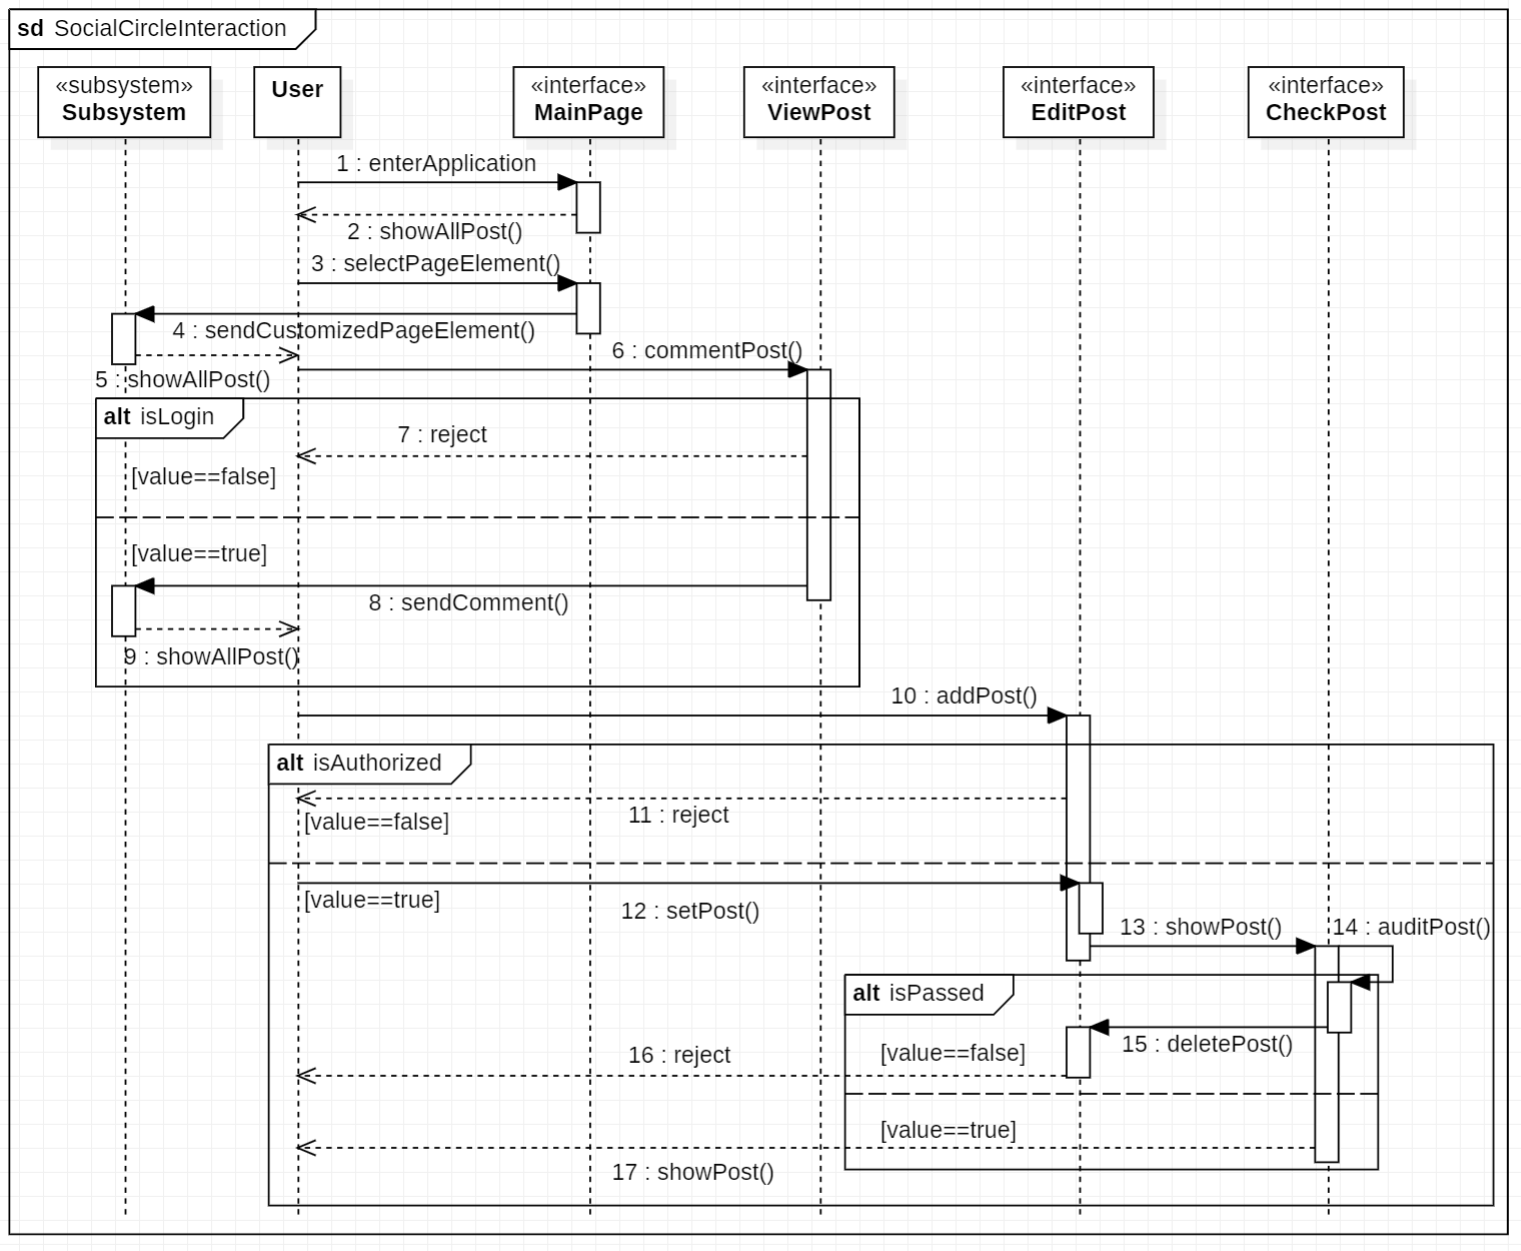 sd SocialCircleInteraction
«subsystem»
Subsystem
User
«interface»
MainPage
«interface»
ViewPost
«interface»
EditPost
«interface»
CheckPost
1 : enterApplication
2 : showAllPost()
3 : selectPageElement()
4 : sendCustomizedPageElement()
5 : showAllPost()
6 : commentPost()
alt isLogin
7 : reject
[value==false]
[value==true]
8 : sendComment()
9 : showAllPost()
10 : addPost()
alt isAuthorized
11 : reject
[value==false]
[value==true]
12 : setPost()
13 : showPost()
14 : auditPost()
alt isPassed
15 : deletePost()
[value==false]
16 : reject
[value==true]
17 : showPost()